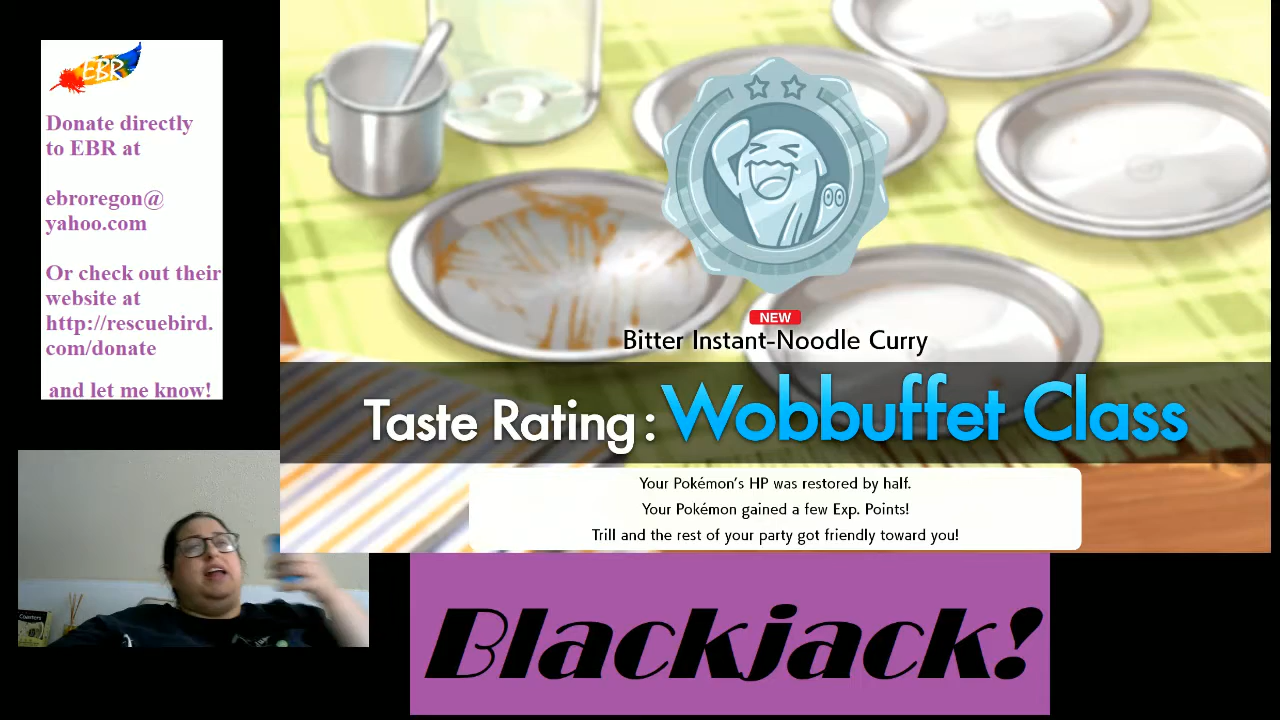 EBR
Donate directly
to EBR at
ebroregon@
yahoo.com
Or check out their
website at
http://rescuebird.
com/donate
and let me know!
NEW
Bitter Instant-Noodle Curry
Taste Rating: Wobbuffet Class
Your Pokémon's HP was restored by half.
Your Pokémon gained a few Exp. Points!
Trill and the rest of your party got friendly toward you!
Coasters
Blackjack!